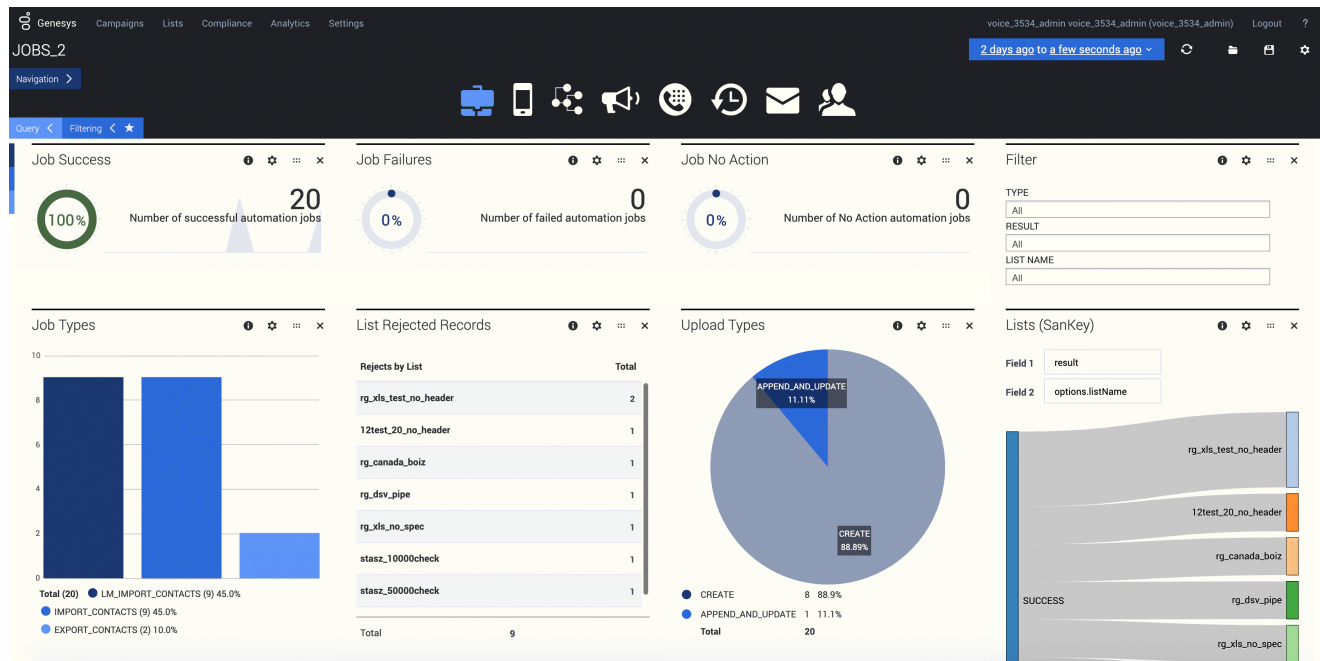 Genesys Campaigns Lists Compliance Analytics Settings voice_3534_admin voice_3534_admin (voice_3534_admin) Logout ?
JOBS_2 2 days ago to a few seconds ago
Navigation
Query Filtering
Job Success
100%
20
Number of successful automation jobs
Job Failures
0%
0
Number of failed automation jobs
Job No Action
0%
0
Number of No Action automation jobs
Filter
TYPE
All
RESULT
All
LIST NAME
All
Job Types
10
8
6
4
2
0
Total (20) LM_IMPORT_CONTACTS (9) 45.0%
IMPORT_CONTACTS (9) 45.0%
EXPORT_CONTACTS (2) 10.0%
List Rejected Records
Rejects by List Total
rg_xls_test_no_header 2
12test_20_no_header 1
rg_canada_boiz 1
rg_dsv_pipe 1
rg_xls_no_spec 1
stasz_10000check 1
stasz_50000check 1
Total 9
Upload Types
APPEND_AND_UPDATE
11.11%
CREATE
88.89%
CREATE 8 88.9%
APPEND_AND_UPDATE 1 11.1%
Total 20
Lists (SanKey)
Field 1 result
Field 2 options.listName
rg_xls_test_no_header
12test_20_no_header
rg_canada_boiz
SUCCESS
rg_dsv_pipe
rg_xls_no_spec